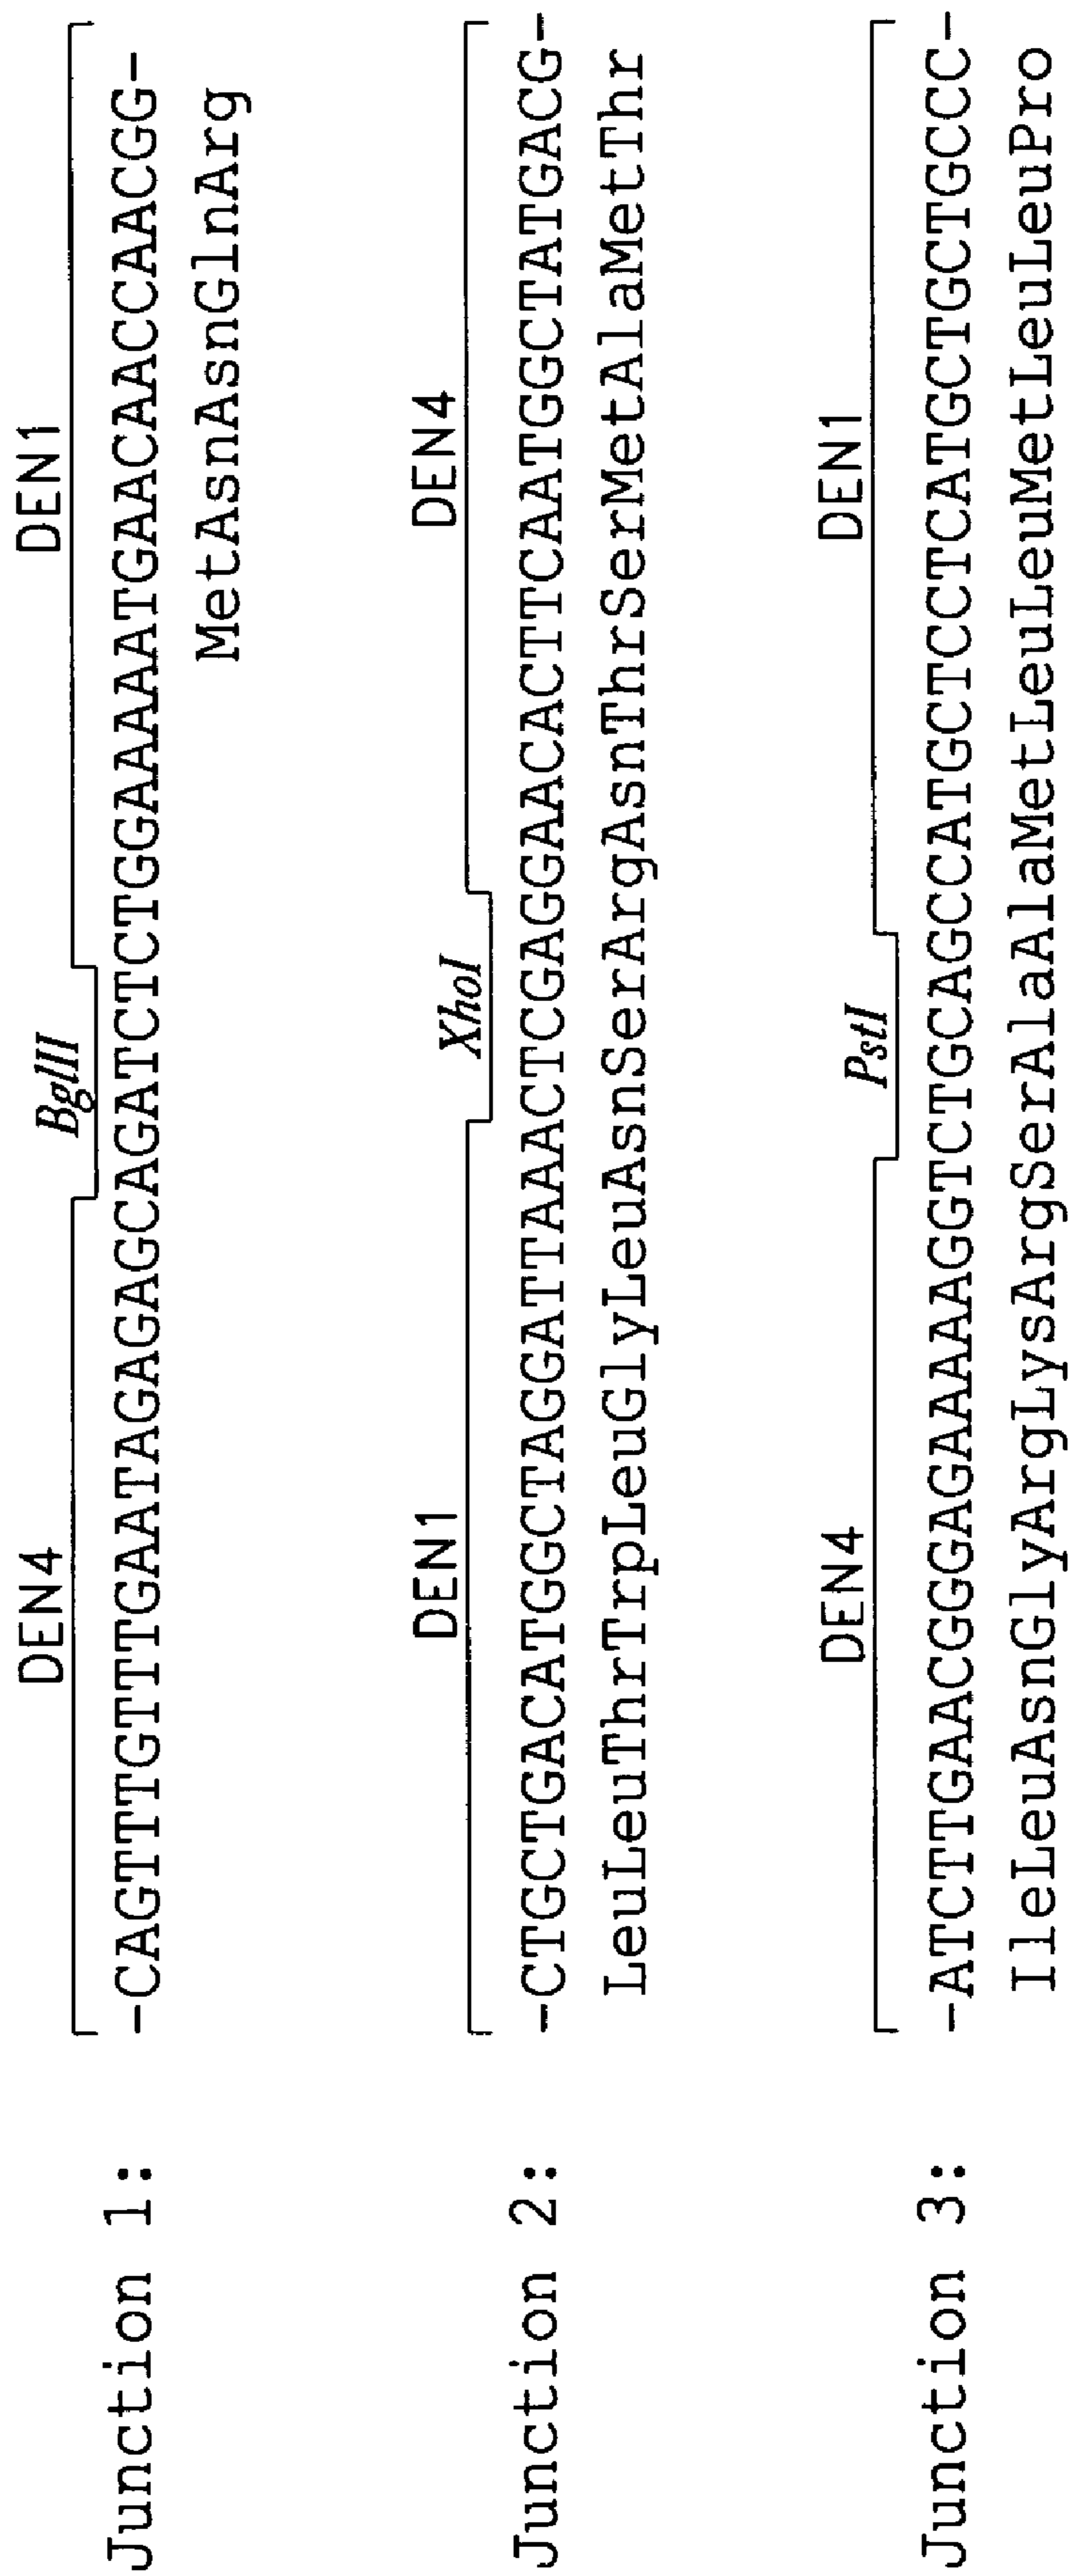 DEN4 BglII DEN1
Junction 1: -CAGTTTGTTTGAATAGAGAGCAGATCTCTGGAAAAATGAACAACCAACGG-
MetAsnAsnGlnArg
DEN1 XhoI DEN4
Junction 2: -CTGCTGACATGGCTAGGATTAAACTCGAGGAACACTTCAATGGCTATGACG-
LeuLeuThrTrpLeuGlyLeuAsnSerArgAsnThrSerMetAlaMetThr
DEN4 PstI DEN1
Junction 3: -ATCTTGAACGGGAGAAAAAGGTCTGCAGCCATGCTCCTCATGCTGCTGCCC-
IleLeuAsnGlyArgLysArgSerAlaAlaMetLeuLeuMetLeuLeuPro